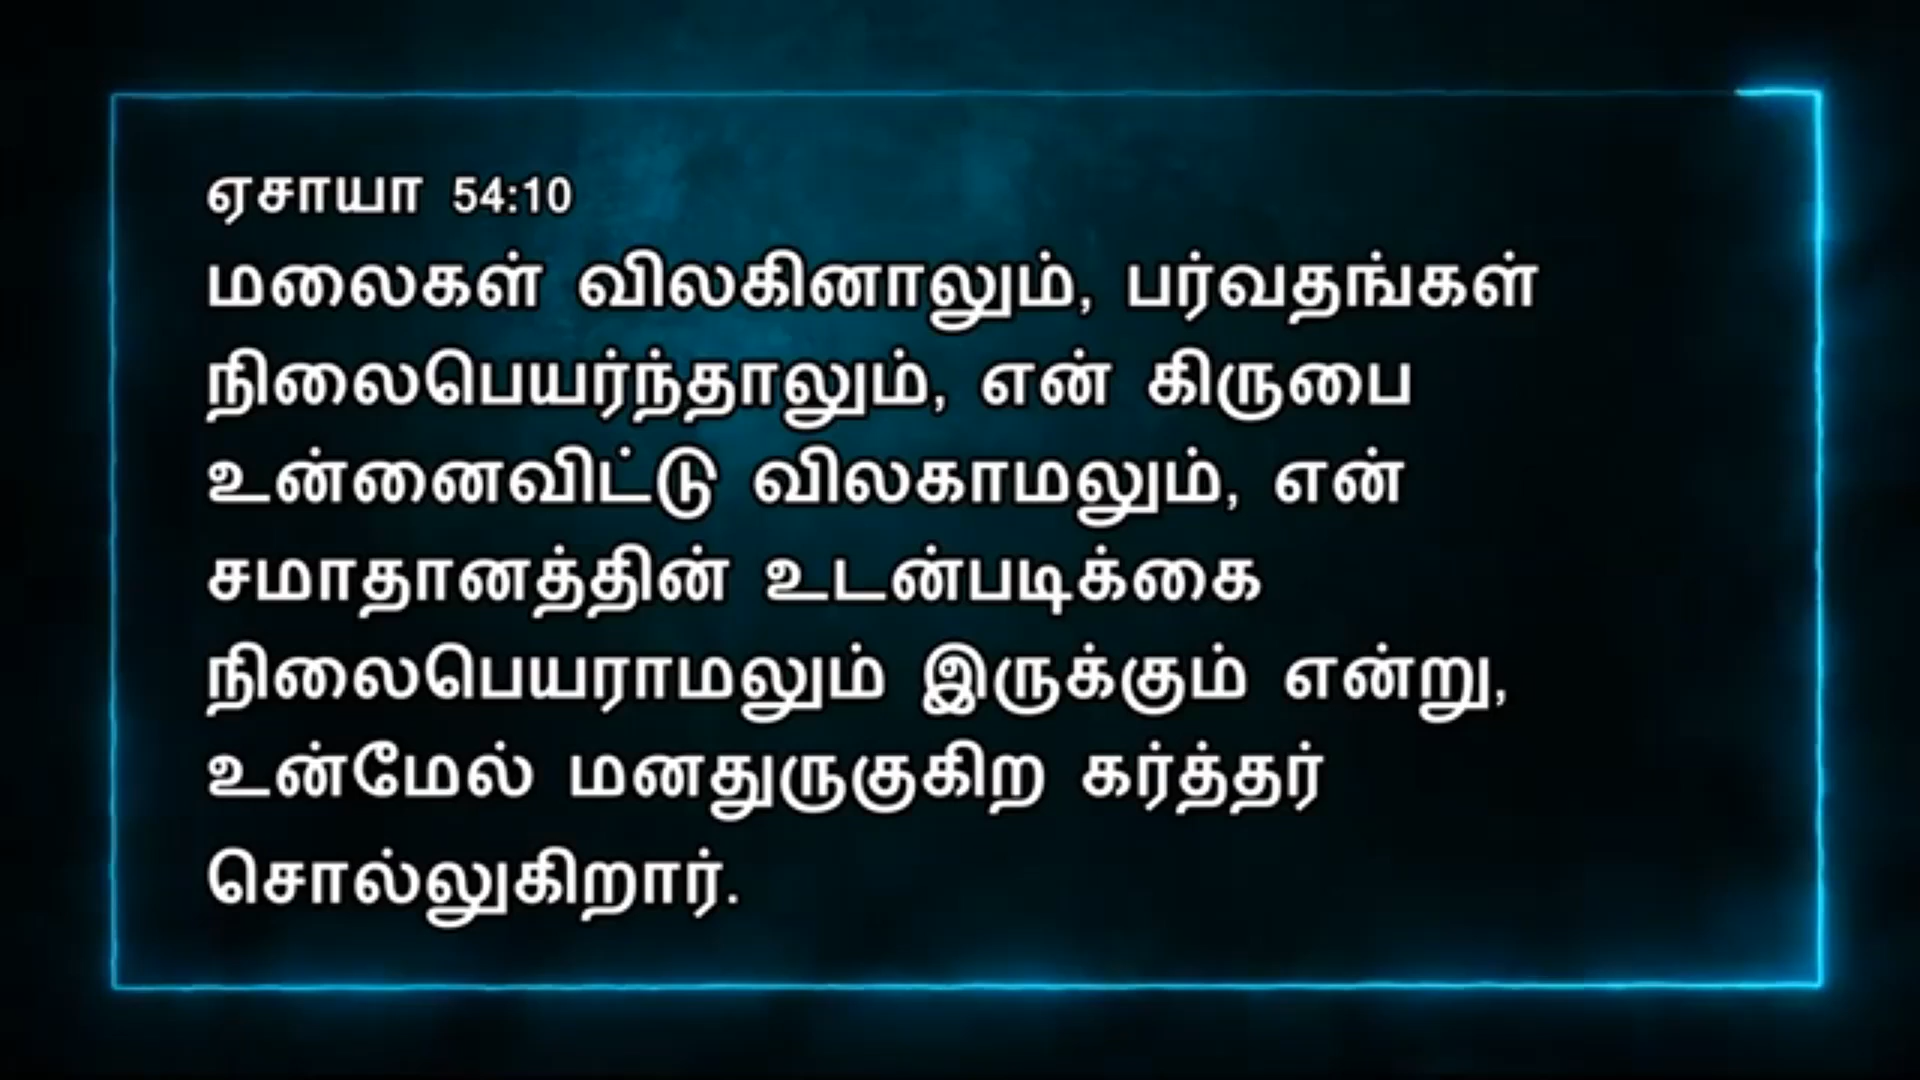 ஏசாயா 54:10
மலைகள் விலகினாலும், பர்வதங்கள்
நிலைபெயர்ந்தாலும், என் கிருபை
உன்னைவிட்டு விலகாமலும், என்
சமாதானத்தின் உடன்படிக்கை
நிலைபெயராமலும் இருக்கும் என்று,
உன்மேல் மனதுருகுகிற கர்த்தர்
சொல்லுகிறார்.